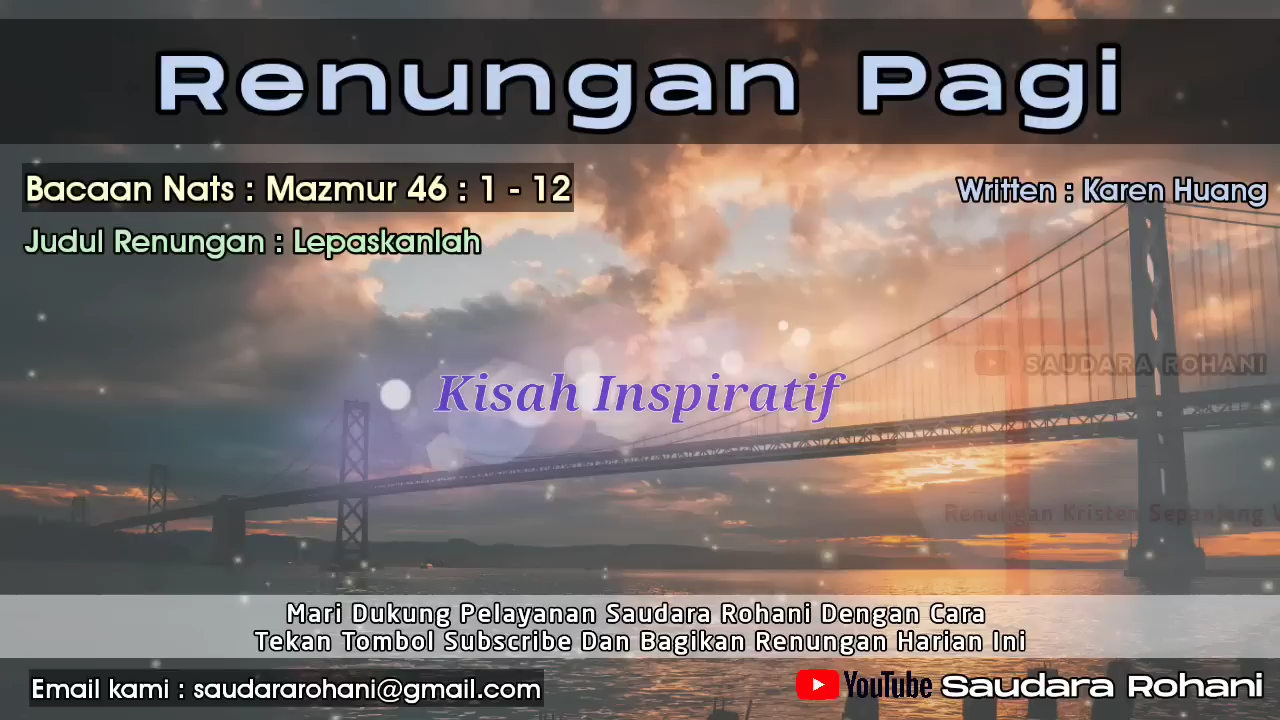 Renungan Pagi
Bacaan Nats : Mazmur 46 : 1 - 12
Written : Karen Huang
Judul Renungan : Lepaskanlah
SAUDARA ROHANI
Kisah Inspiratif
Renungan Kristen Sepanjang
Mari Dukung Pelayanan Saudara Rohani Dengan Cara
Tekan Tombol Subscribe Dan Bagikan Renungan Harian Ini
Email kami : saudararohani@gmail.com
YouTube Saudara Rohani